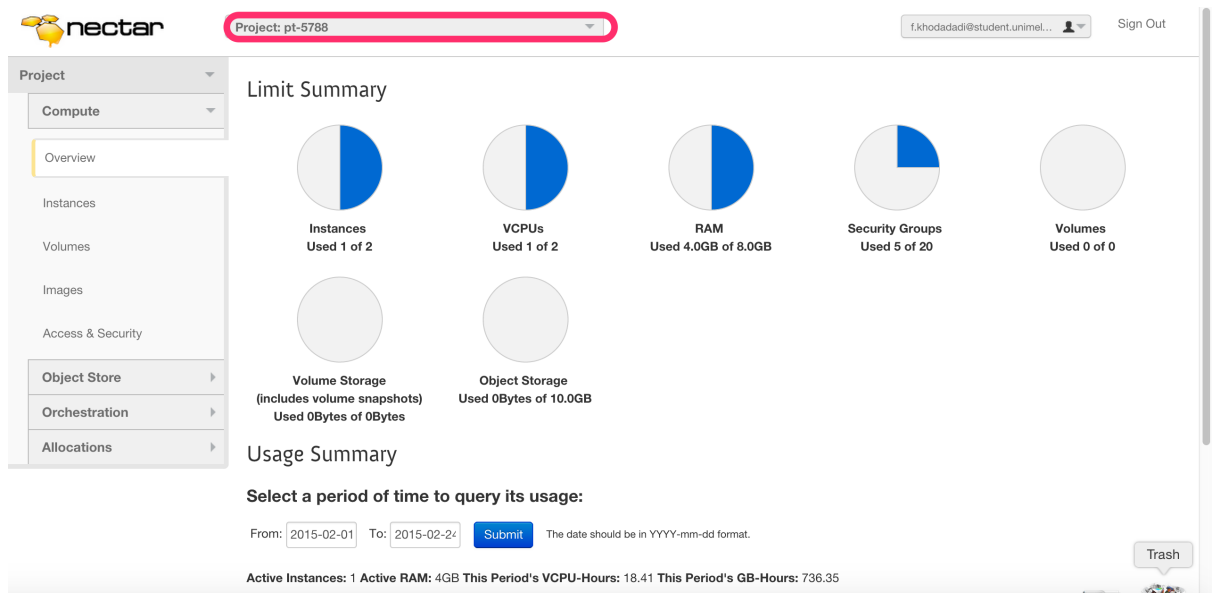 nectar
Project: pt-5788
f.khodadadi@student.unimel...
Sign Out
Project
Compute
Overview
Instances
Volumes
Images
Access & Security
Object Store
Orchestration
Allocations
Limit Summary
Instances
Used 1 of 2
VCPUs
Used 1 of 2
RAM
Used 4.0GB of 8.0GB
Security Groups
Used 5 of 20
Volumes
Used 0 of 0
Volume Storage
(includes volume snapshots)
Used 0Bytes of 0Bytes
Object Storage
Used 0Bytes of 10.0GB
Usage Summary
Select a period of time to query its usage:
From: 2015-02-01 To: 2015-02-24 Submit The date should be in YYYY-mm-dd format.
Trash
Active Instances: 1 Active RAM: 4GB This Period's VCPU-Hours: 18.41 This Period's GB-Hours: 736.35